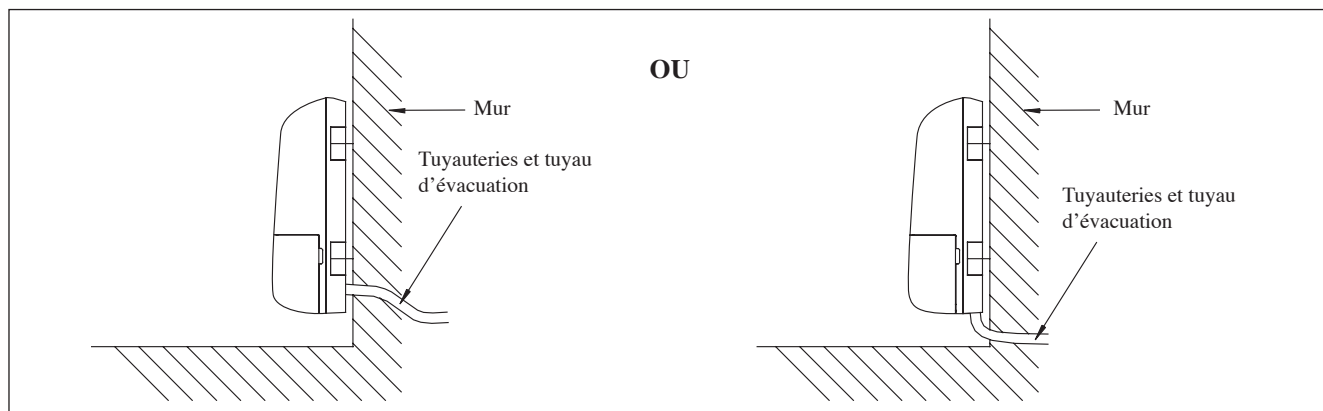 OU
Mur
Tuyauteries et tuyau
d’évacuation
Mur
Tuyauteries et tuyau
d’évacuation